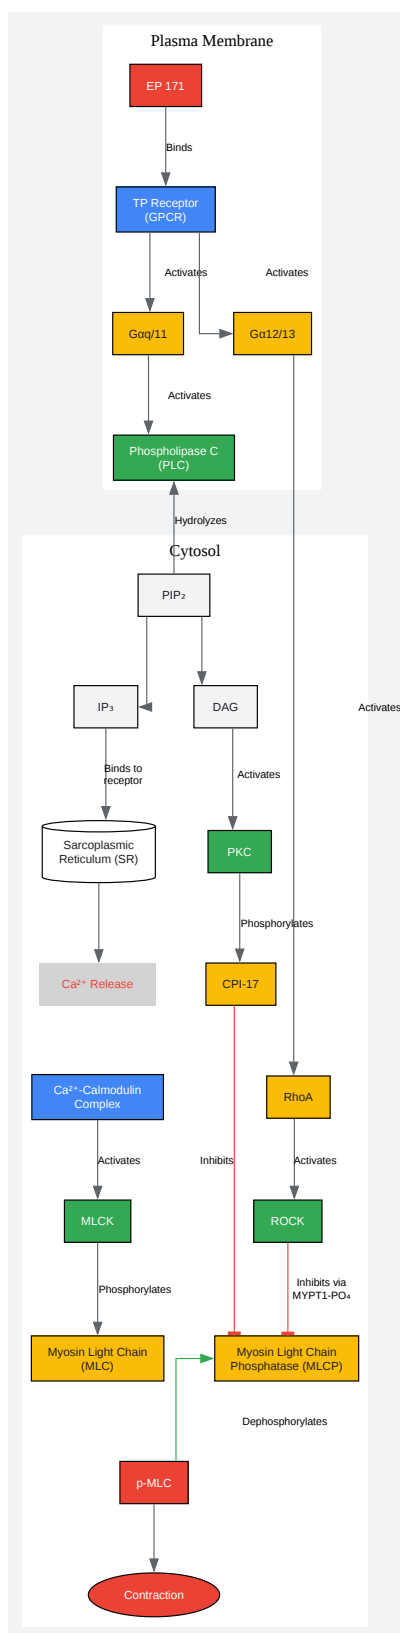 Plasma Membrane
EP 171
Binds
TP Receptor
(GPCR)
Activates
Activates
Gαq/11
Gα12/13
Activates
Phospholipase C
(PLC)
Hydrolyzes
Cytosol
PIP₂
IP₃
DAG
Activates
Binds to
receptor
Activates
Sarcoplasmic
Reticulum (SR)
PKC
Phosphorylates
Ca²⁺ Release
CPI-17
Ca²⁺-Calmodulin
Complex
RhoA
Activates
Inhibits
Activates
MLCK
ROCK
Phosphorylates
Inhibits via
MYPT1-PO₄
Myosin Light Chain
(MLC)
Myosin Light Chain
Phosphatase (MLCP)
Dephosphorylates
p-MLC
Contraction